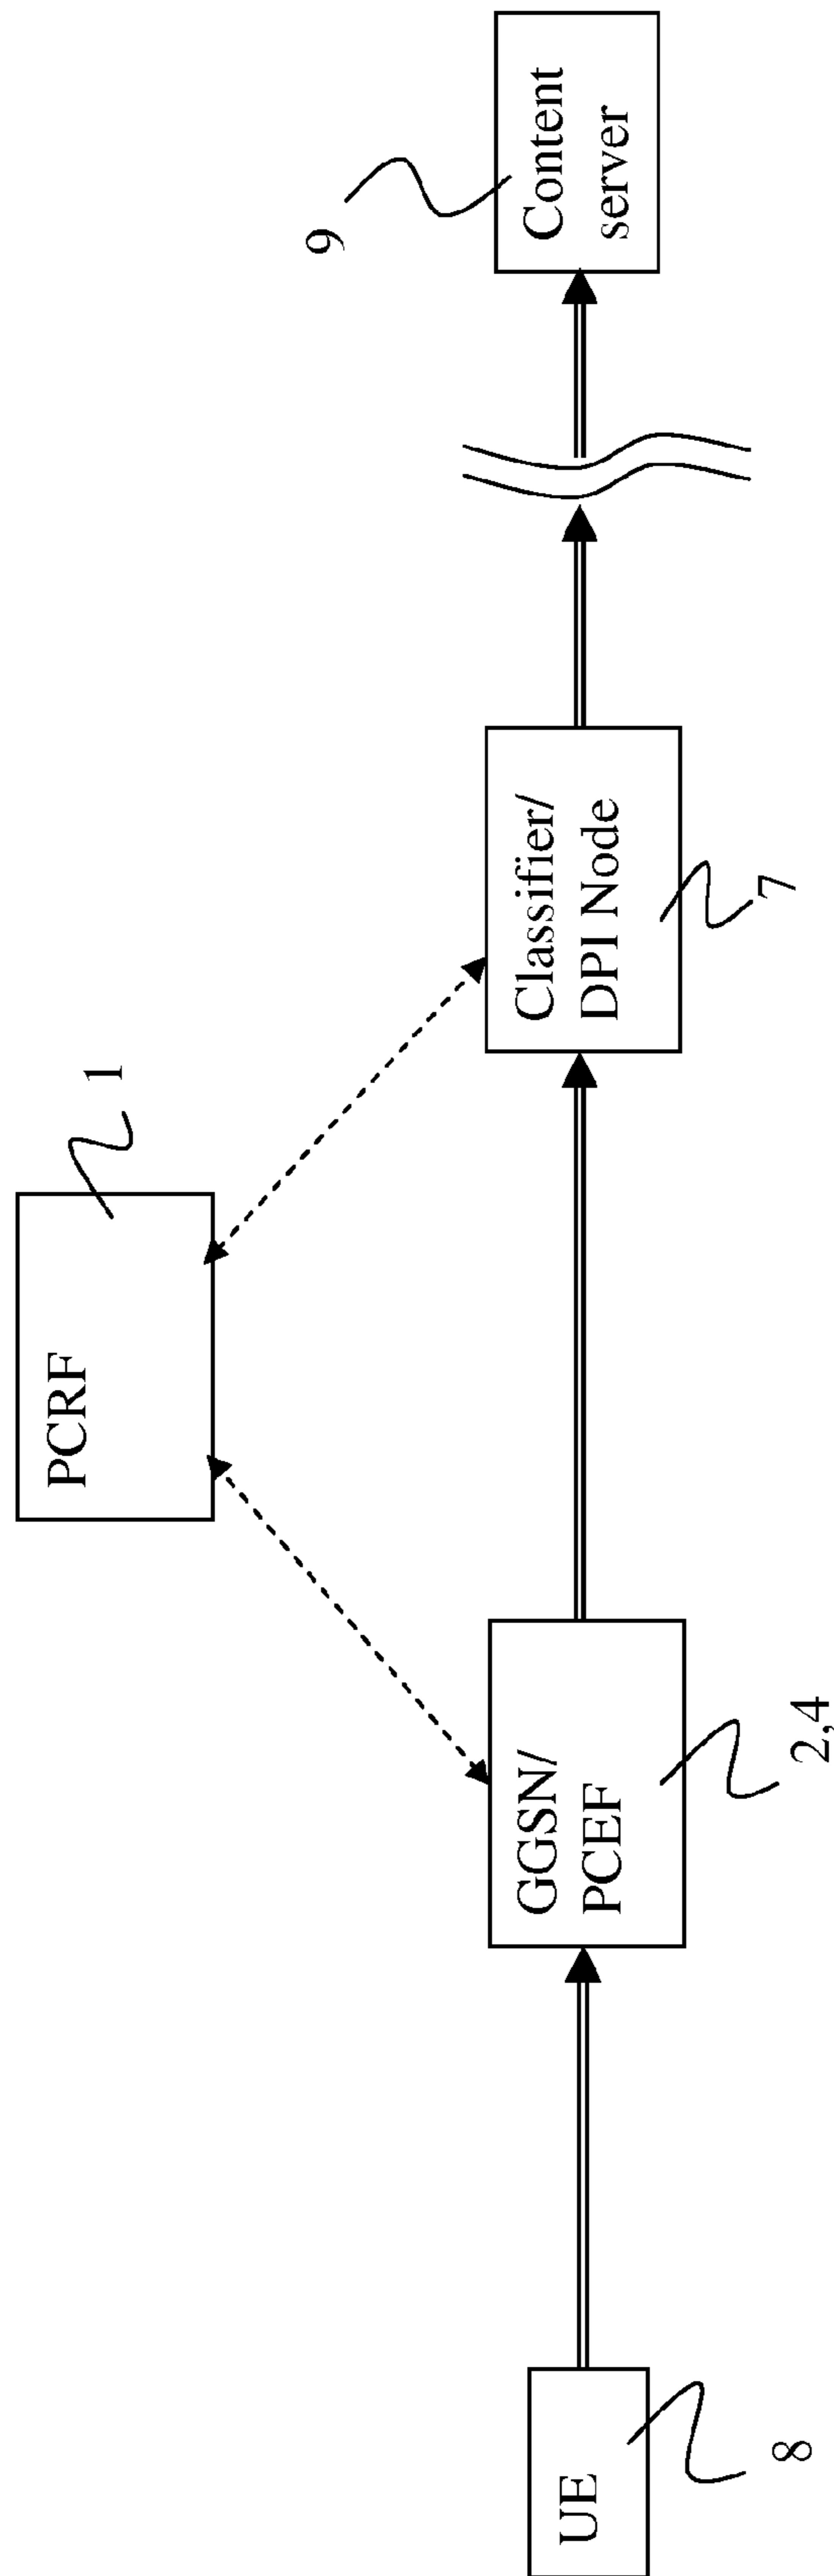 PCRF
1
UE
8
GGSN/
PCEF
2,4
Classifier/
DPI Node
7
Content
server
9